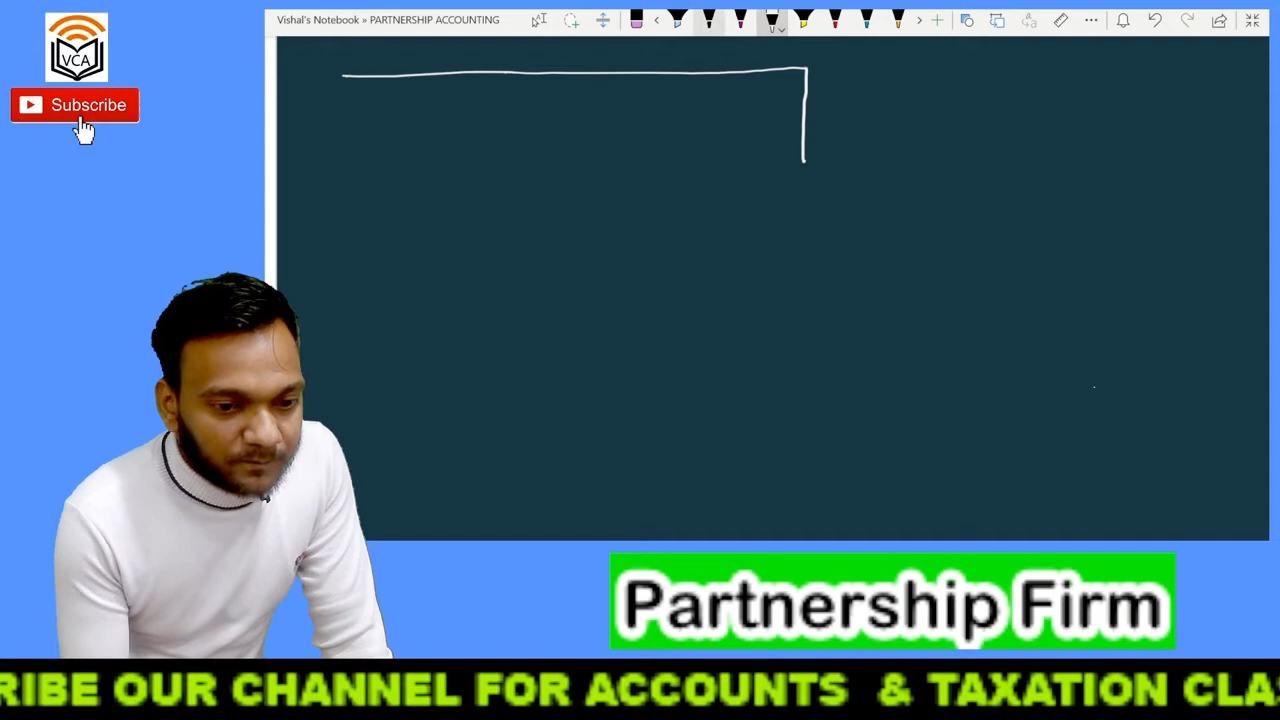 Vishal's Notebook » PARTNERSHIP ACCOUNTING
VCA
Subscribe
Partnership Firm
RIBE OUR CHANNEL FOR ACCOUNTS & TAXATION CLA